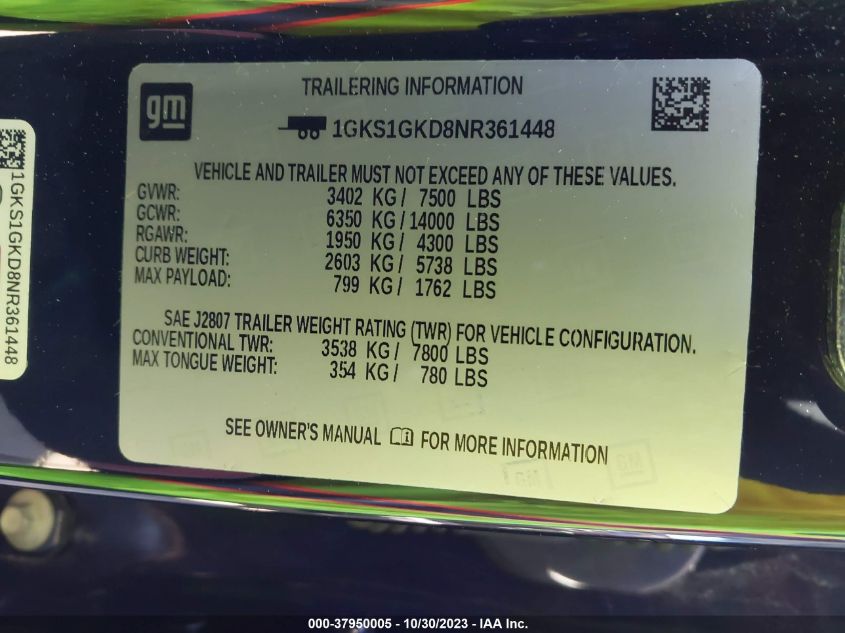 gm
TRAILERING INFORMATION
1GKS1GKD8NR361448
VEHICLE AND TRAILER MUST NOT EXCEED ANY OF THESE VALUES.
GVWR: 3402 KG / 7500 LBS
GCWR: 6350 KG / 14000 LBS
RGAWR: 1950 KG / 4300 LBS
CURB WEIGHT: 2603 KG / 5738 LBS
MAX PAYLOAD: 799 KG / 1762 LBS
SAE J2807 TRAILER WEIGHT RATING (TWR) FOR VEHICLE CONFIGURATION.
CONVENTIONAL TWR: 3538 KG / 7800 LBS
MAX TONGUE WEIGHT: 354 KG / 780 LBS
SEE OWNER'S MANUAL FOR MORE INFORMATION
GM GM
1GKS1GKD8NR361448
000-37950005 - 10/30/2023 - IAA Inc.